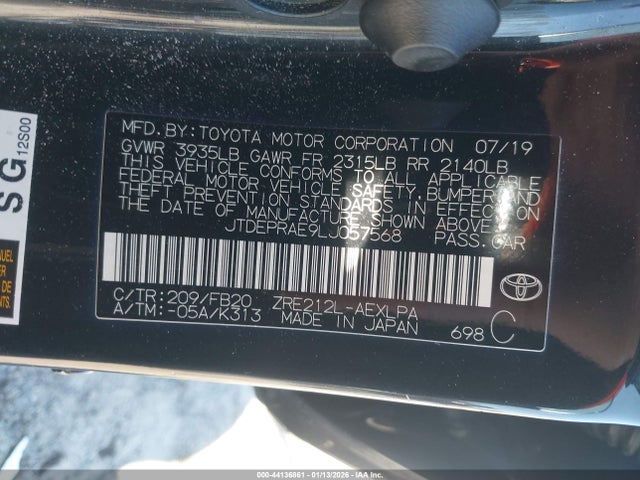 MFD. BY: TOYOTA MOTOR CORPORATION 07/19
GVWR 3935LB GAWR FR 2315LB RR 2140LB
THIS VEHICLE CONFORMS TO ALL APPLICABLE
FEDERAL MOTOR VEHICLE SAFETY, BUMPER, AND
THEFT PREVENTION STANDARDS IN EFFECT ON
THE DATE OF MANUFACTURE SHOWN ABOVE.
JTDEPRAE9LJ057568 PASS. CAR
C/TR: 209/FB20 ZRE212L-AEXLPA
A/TM: -05A/K313 MADE IN JAPAN
698 C
SG 12S00
000-44136861 - 01/13/2026 - IAAI Inc.